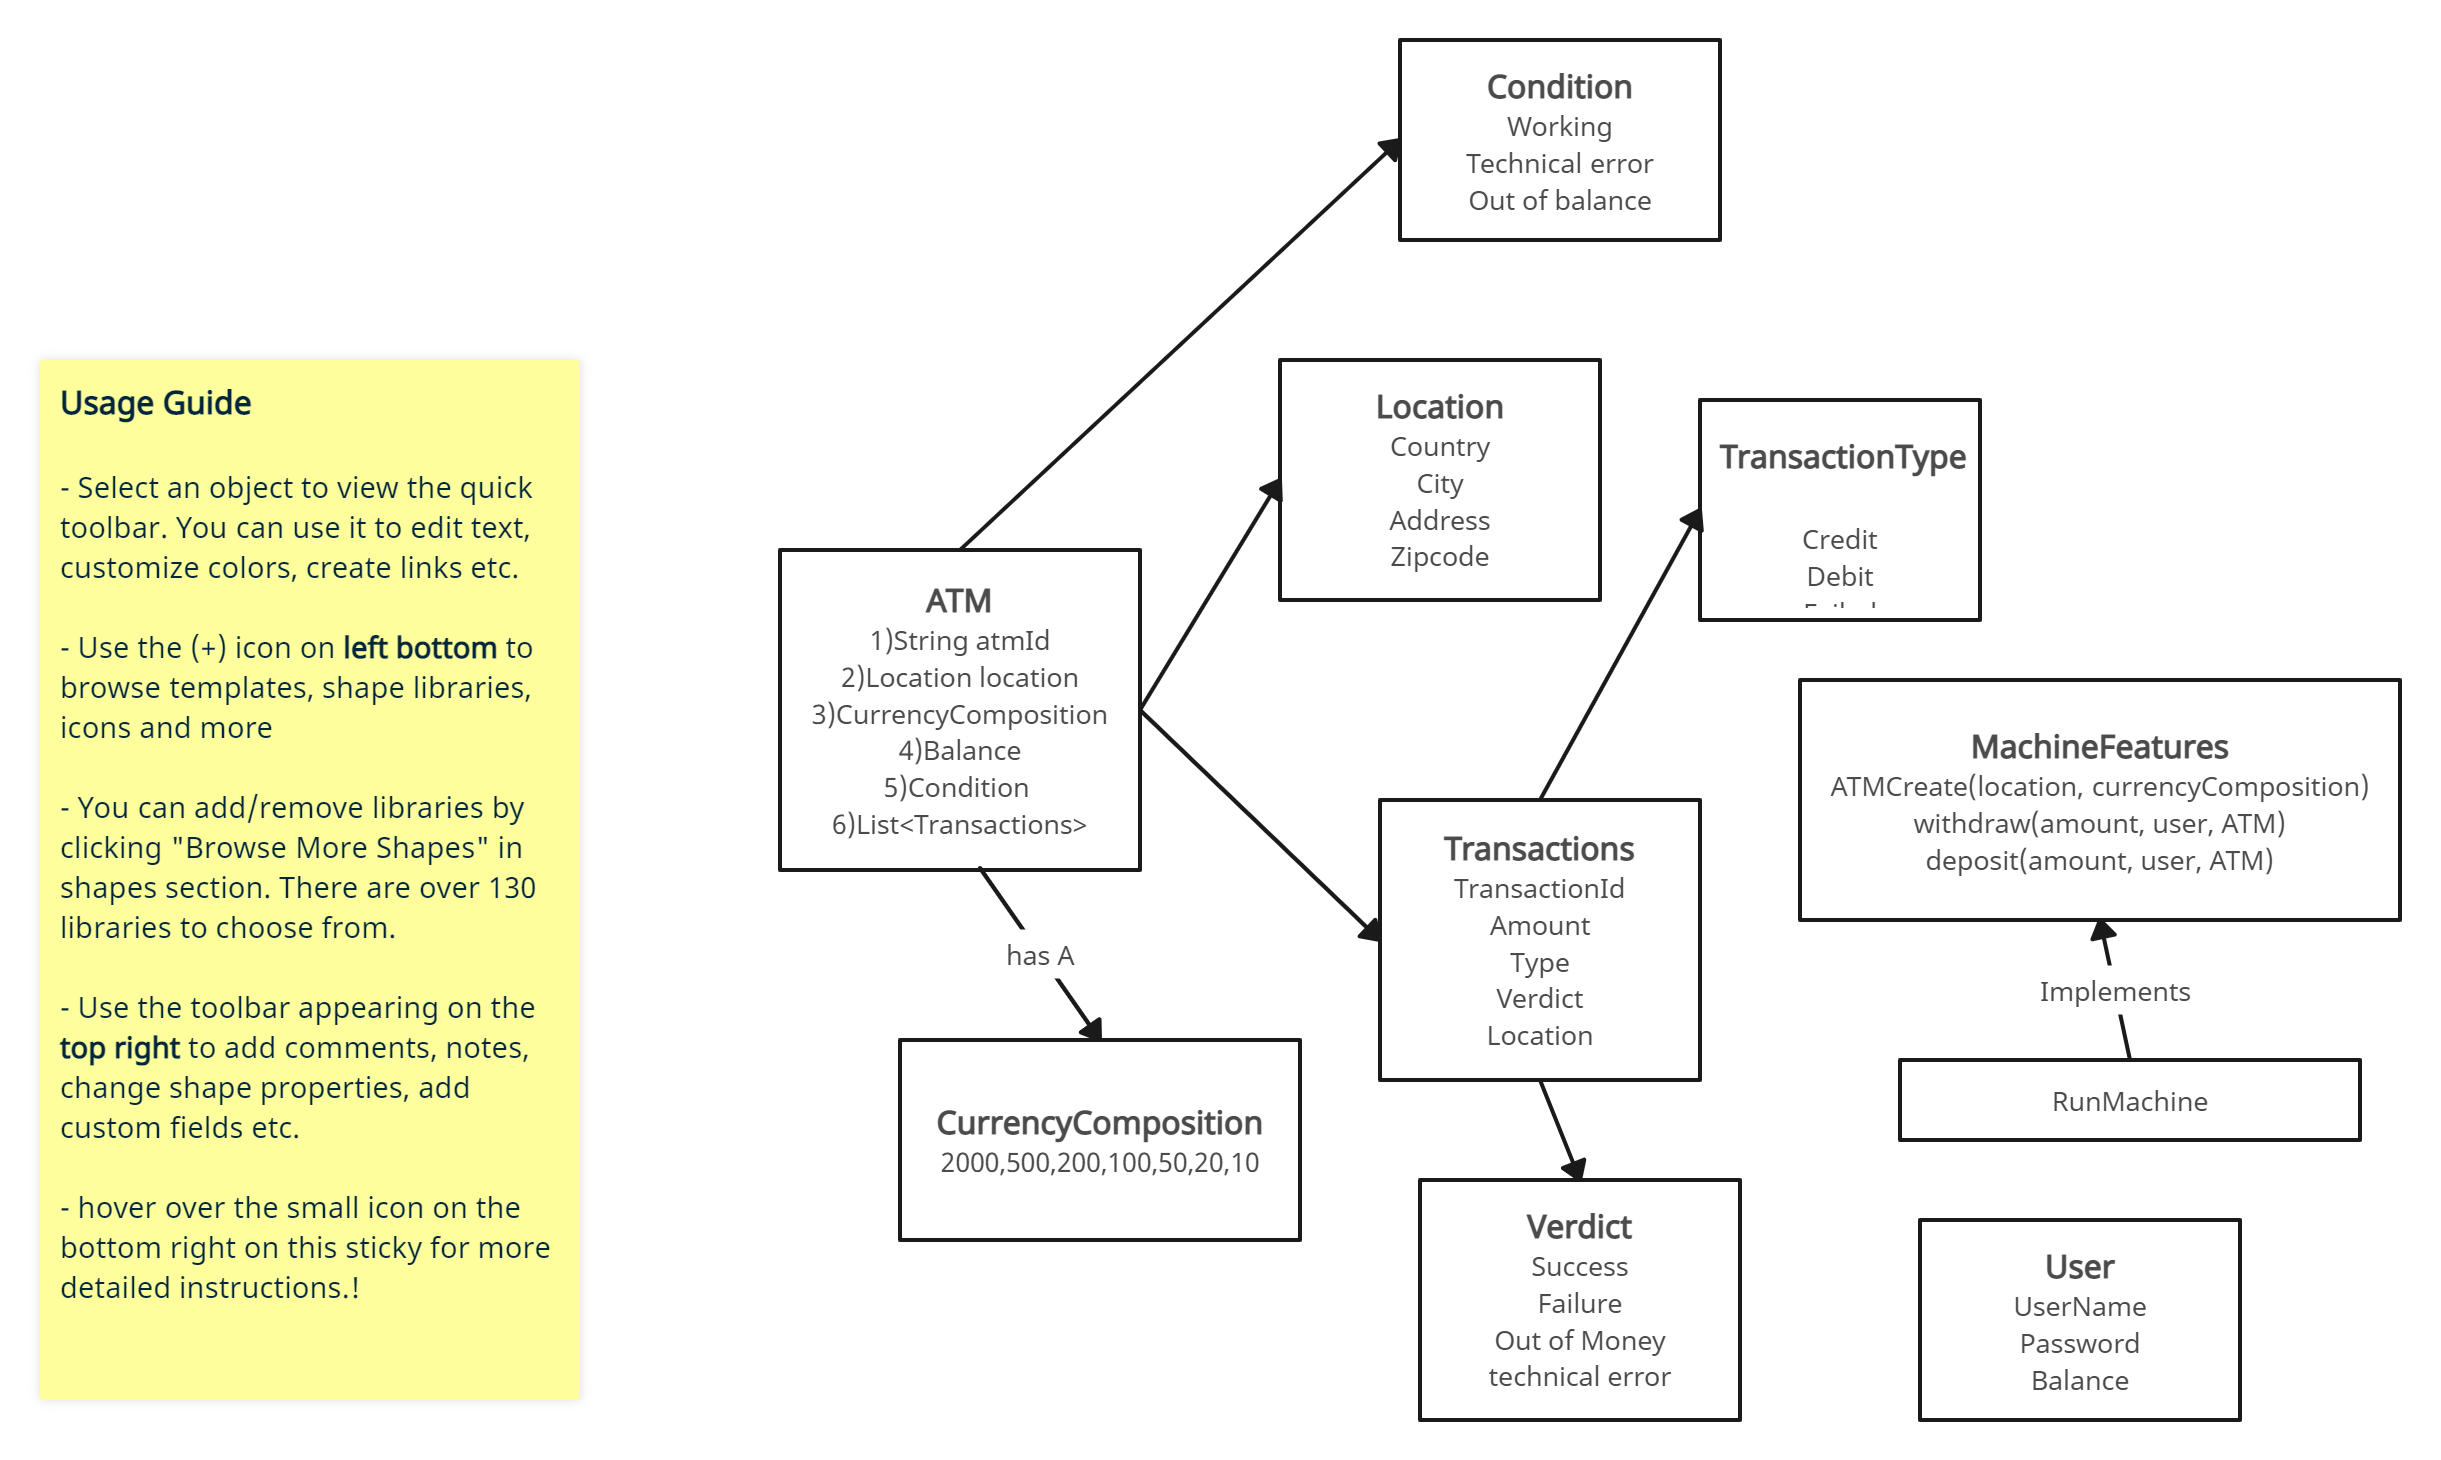 Usage Guide
- Select an object to view the quick
toolbar. You can use it to edit text,
customize colors, create links etc.
- Use the (+) icon on left bottom to
browse templates, shape libraries,
icons and more
- You can add/remove libraries by
clicking "Browse More Shapes" in
shapes section. There are over 130
libraries to choose from.
- Use the toolbar appearing on the
top right to add comments, notes,
change shape properties, add
custom fields etc.
- hover over the small icon on the
bottom right on this sticky for more
detailed instructions.!
Condition
Working
Technical error
Out of balance
Location
Country
City
Address
Zipcode
TransactionType
Credit
Debit
ATM
1)String atmId
2)Location location
3)CurrencyComposition
4)Balance
5)Condition
6)List<Transactions>
has A
CurrencyComposition
2000,500,200,100,50,20,10
Transactions
TransactionId
Amount
Type
Verdict
Location
Verdict
Success
Failure
Out of Money
technical error
MachineFeatures
ATMCreate(location, currencyComposition)
withdraw(amount, user, ATM)
deposit(amount, user, ATM)
Implements
RunMachine
User
UserName
Password
Balance